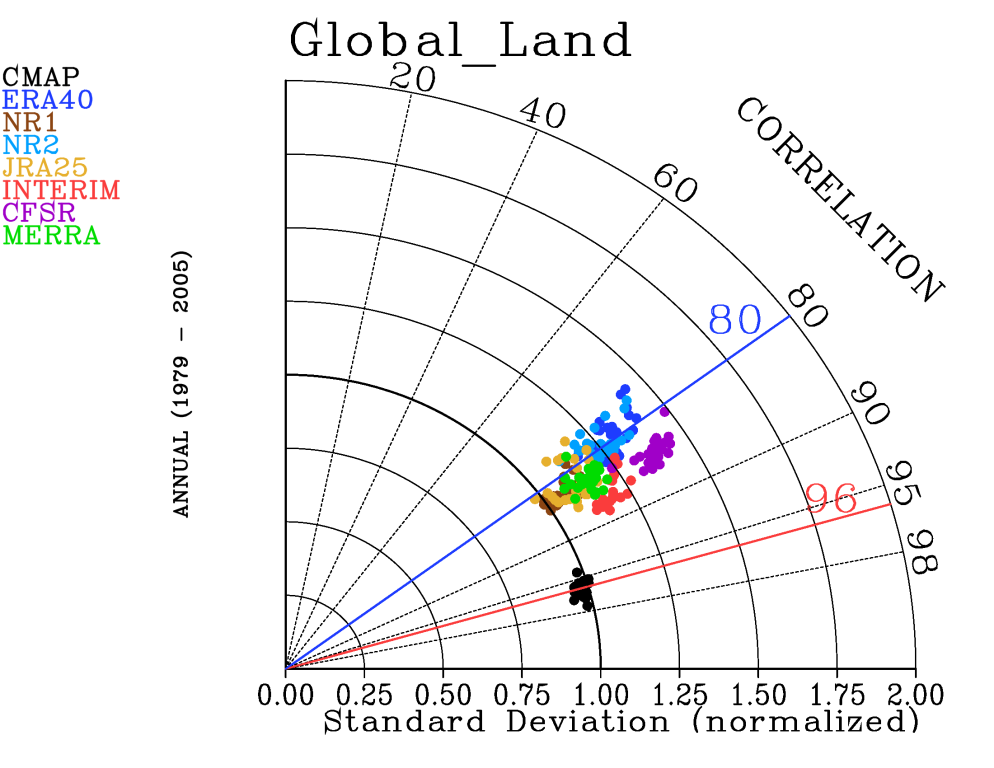 Global_Land
CMAP
ERA40
NR1
NR2
JRA25
INTERIM
CFSR
MERRA
20
40
60
80
90
95
98
CORRELATION
80
96
ANNUAL (1979 - 2005)
0.00 0.25 0.50 0.75 1.00 1.25 1.50 1.75 2.00
Standard Deviation (normalized)